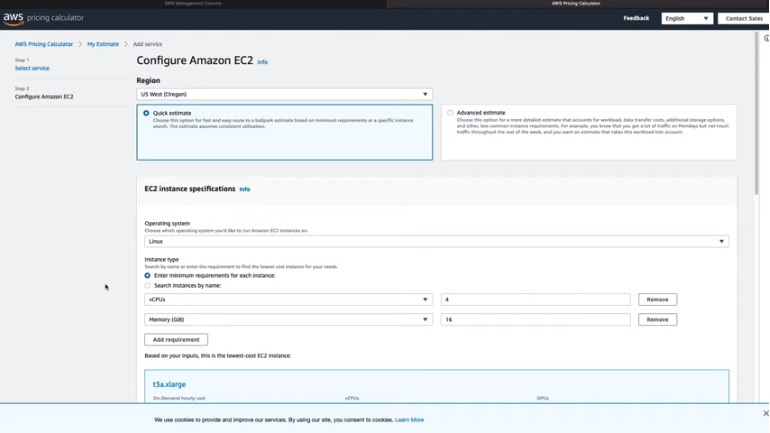 AWS Management Console
AWS Pricing Calculator
aws pricing calculator
Feedback
English
Contact Sales
AWS Pricing Calculator > My Estimate > Add service
Step 1
Select service
Step 2
Configure Amazon EC2
Configure Amazon EC2 Info
Region
US West (Oregon)
Quick estimate
Choose this option for fast and easy route to a ballpark estimate based on minimum requirements or a specific instance
search. The estimate assumes consistent utilization.
Advanced estimate
Choose this option for a more detailed estimate that accounts for workload, data transfer costs, additional storage options,
and other, less common instance requirements. For example, you know that you get a lot of traffic on Mondays but not much
traffic throughout the rest of the week, and you want an estimate that takes this workload into account.
EC2 instance specifications Info
Operating system
Choose which operating system you'd like to run Amazon EC2 instances on.
Linux
Instance type
Search by name or enter the requirement to find the lowest cost instance for your needs.
Enter minimum requirements for each instance:
Search instances by name:
vCPUs
4
Remove
Memory (GiB)
16
Remove
Add requirement
Based on your inputs, this is the lowest-cost EC2 instance:
t3a.xlarge
On-Demand hourly cost
vCPUs
GPUs
We use cookies to provide and improve our services. By using our site, you consent to cookies. Learn More